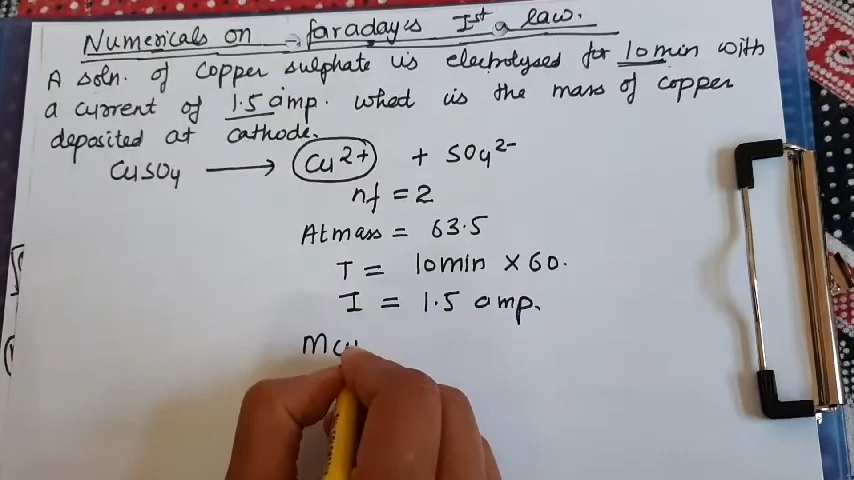 Numericals on → faraday's Ist law.
A soln. of Copper sulphate is electrolysed for 10 min with
a current of 1.5 amp. what is the mass of copper
deposited at cathode.
CuSO4 → Cu2+ + SO42-
nf = 2
At mass = 63.5
T = 10min × 60.
I = 1.5 amp.